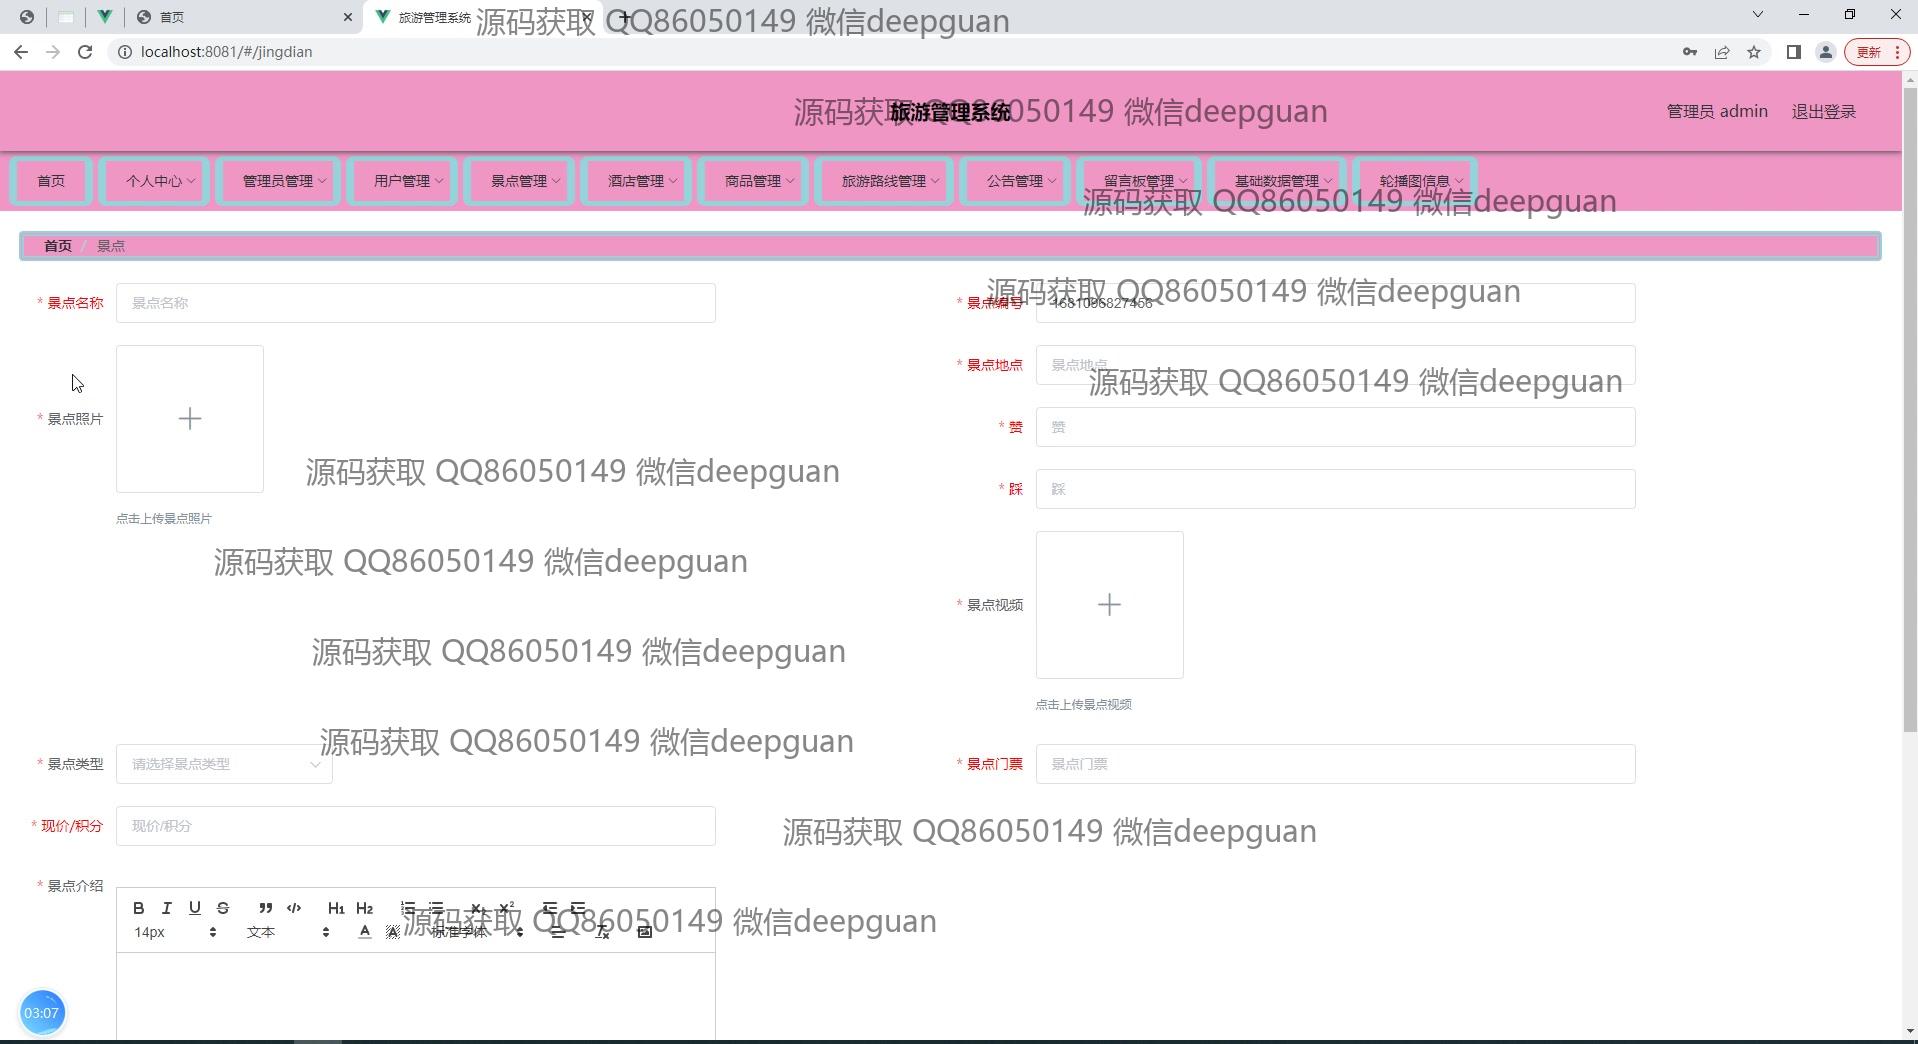 首页
旅游管理系统
源码获取 QQ86050149 微信deepguan
localhost:8081/#/jingdian
更新
旅游管理系统
源码获取 QQ86050149 微信deepguan
管理员 admin
退出登录
首页
个人中心
管理员管理
用户管理
景点管理
酒店管理
商品管理
旅游路线管理
公告管理
留言板管理
基础数据管理
轮播图信息
源码获取 QQ86050149 微信deepguan
首页 / 景点
* 景点名称
景点名称
* 景点编号
源码获取 QQ86050149 微信deepguan
* 景点地点
景点地点
源码获取 QQ86050149 微信deepguan
* 景点照片
* 赞
赞
源码获取 QQ86050149 微信deepguan
* 踩
踩
点击上传景点照片
源码获取 QQ86050149 微信deepguan
* 景点视频
源码获取 QQ86050149 微信deepguan
点击上传景点视频
源码获取 QQ86050149 微信deepguan
* 景点类型
请选择景点类型
* 景点门票
景点门票
* 现价/积分
现价/积分
源码获取 QQ86050149 微信deepguan
* 景点介绍
B I U S H1 H2
源码获取 QQ86050149 微信deepguan
14px
文本
标准字体
03:07